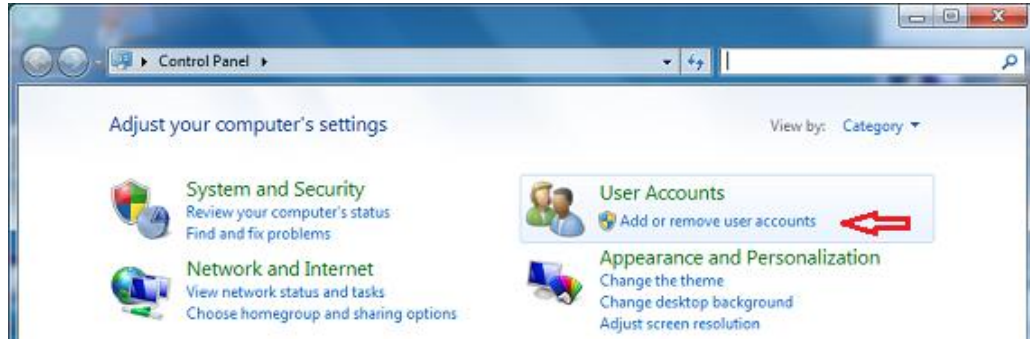 Control Panel
Adjust your computer's settings
View by: Category
System and Security
Review your computer's status
Find and fix problems
User Accounts
Add or remove user accounts
Network and Internet
View network status and tasks
Choose homegroup and sharing options
Appearance and Personalization
Change the theme
Change desktop background
Adjust screen resolution